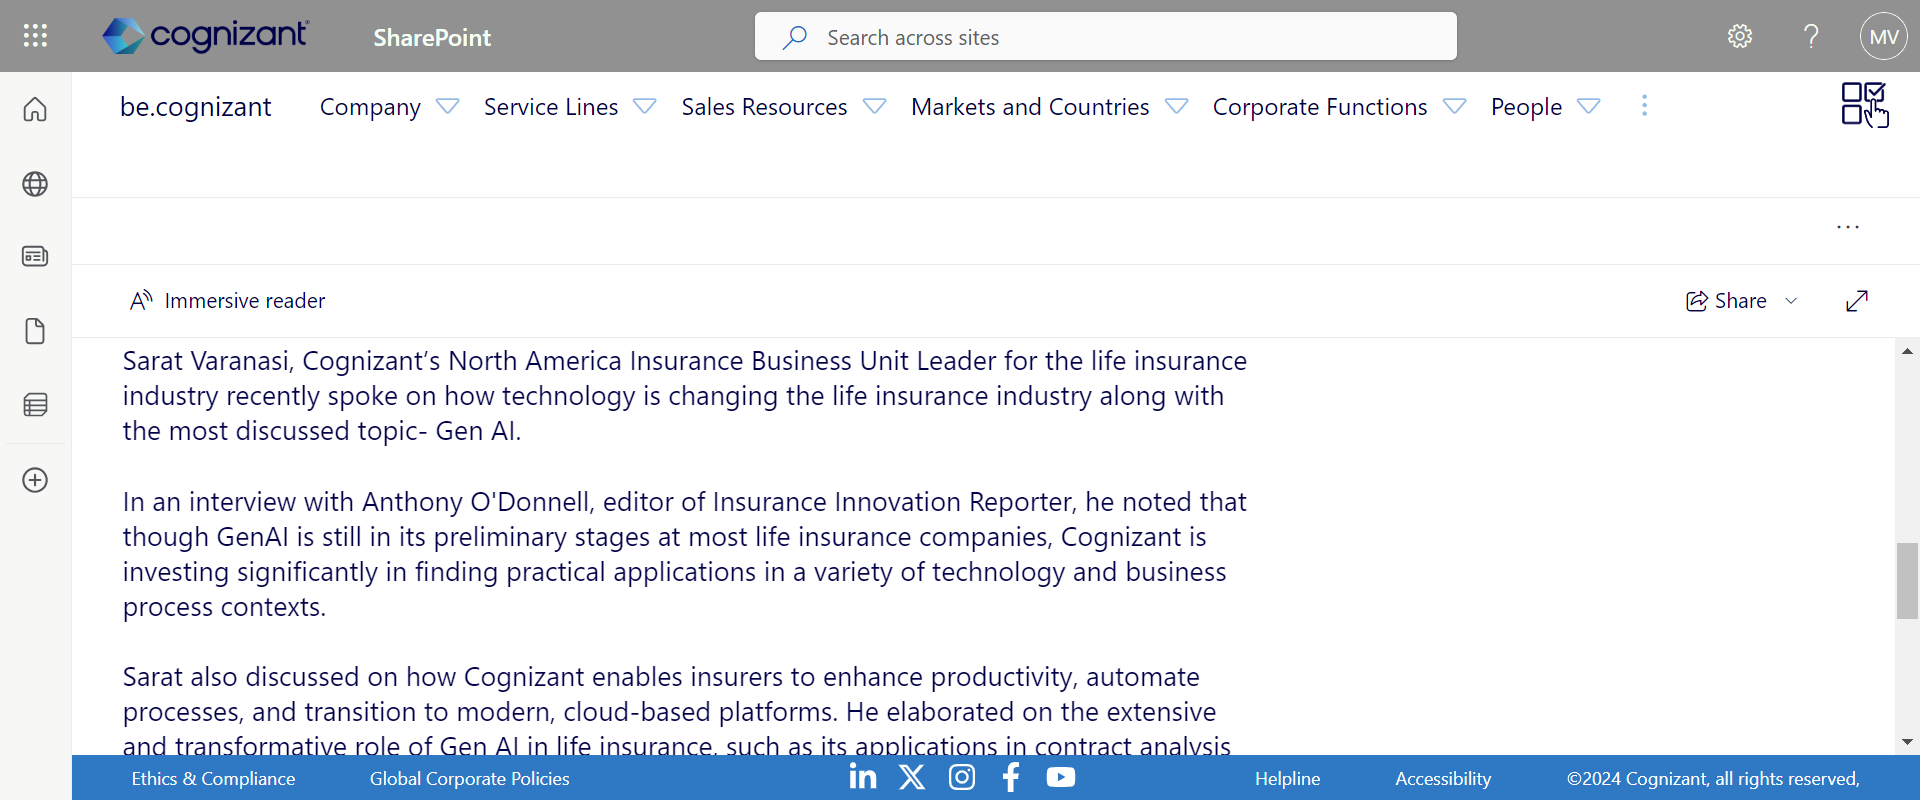 cognizant
SharePoint
Search across sites
MV
be.cognizant
Company
Service Lines
Sales Resources
Markets and Countries
Corporate Functions
People
Immersive reader
Share
Sarat Varanasi, Cognizant’s North America Insurance Business Unit Leader for the life insurance
industry recently spoke on how technology is changing the life insurance industry along with
the most discussed topic- Gen AI.
In an interview with Anthony O'Donnell, editor of Insurance Innovation Reporter, he noted that
though GenAI is still in its preliminary stages at most life insurance companies, Cognizant is
investing significantly in finding practical applications in a variety of technology and business
process contexts.
Sarat also discussed on how Cognizant enables insurers to enhance productivity, automate
processes, and transition to modern, cloud-based platforms. He elaborated on the extensive
and transformative role of Gen AI in life insurance, such as its applications in contract analysis
Ethics & Compliance
Global Corporate Policies
Helpline
Accessibility
©2024 Cognizant, all rights reserved,